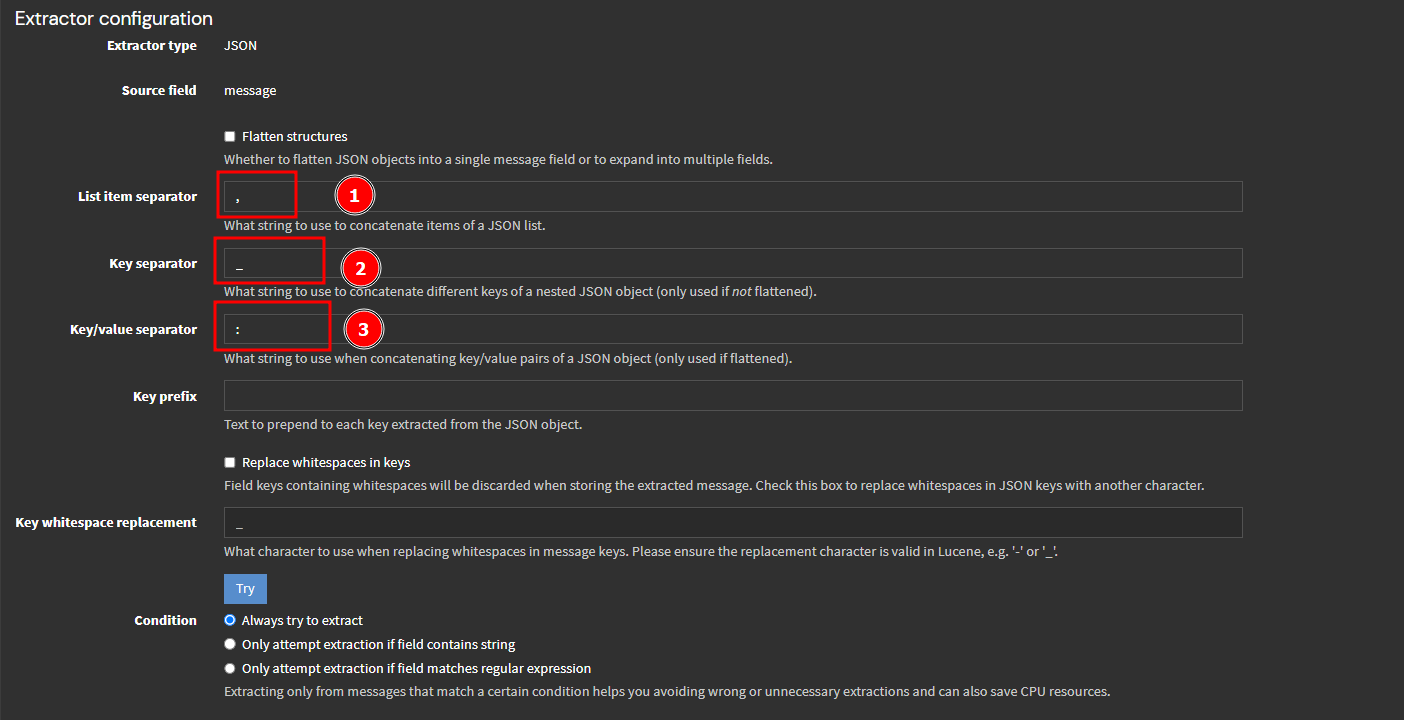 Extractor configuration
Extractor type JSON
Source field message
Flatten structures
Whether to flatten JSON objects into a single message field or to expand into multiple fields.
List item separator , 1
What string to use to concatenate items of a JSON list.
Key separator _ 2
What string to use to concatenate different keys of a nested JSON object (only used if not flattened).
Key/value separator : 3
What string to use when concatenating key/value pairs of a JSON object (only used if flattened).
Key prefix
Text to prepend to each key extracted from the JSON object.
Replace whitespaces in keys
Field keys containing whitespaces will be discarded when storing the extracted message. Check this box to replace whitespaces in JSON keys with another character.
Key whitespace replacement _
What character to use when replacing whitespaces in message keys. Please ensure the replacement character is valid in Lucene, e.g. '-' or '_'.
Try
Condition Always try to extract
Only attempt extraction if field contains string
Only attempt extraction if field matches regular expression
Extracting only from messages that match a certain condition helps you avoiding wrong or unnecessary extractions and can also save CPU resources.